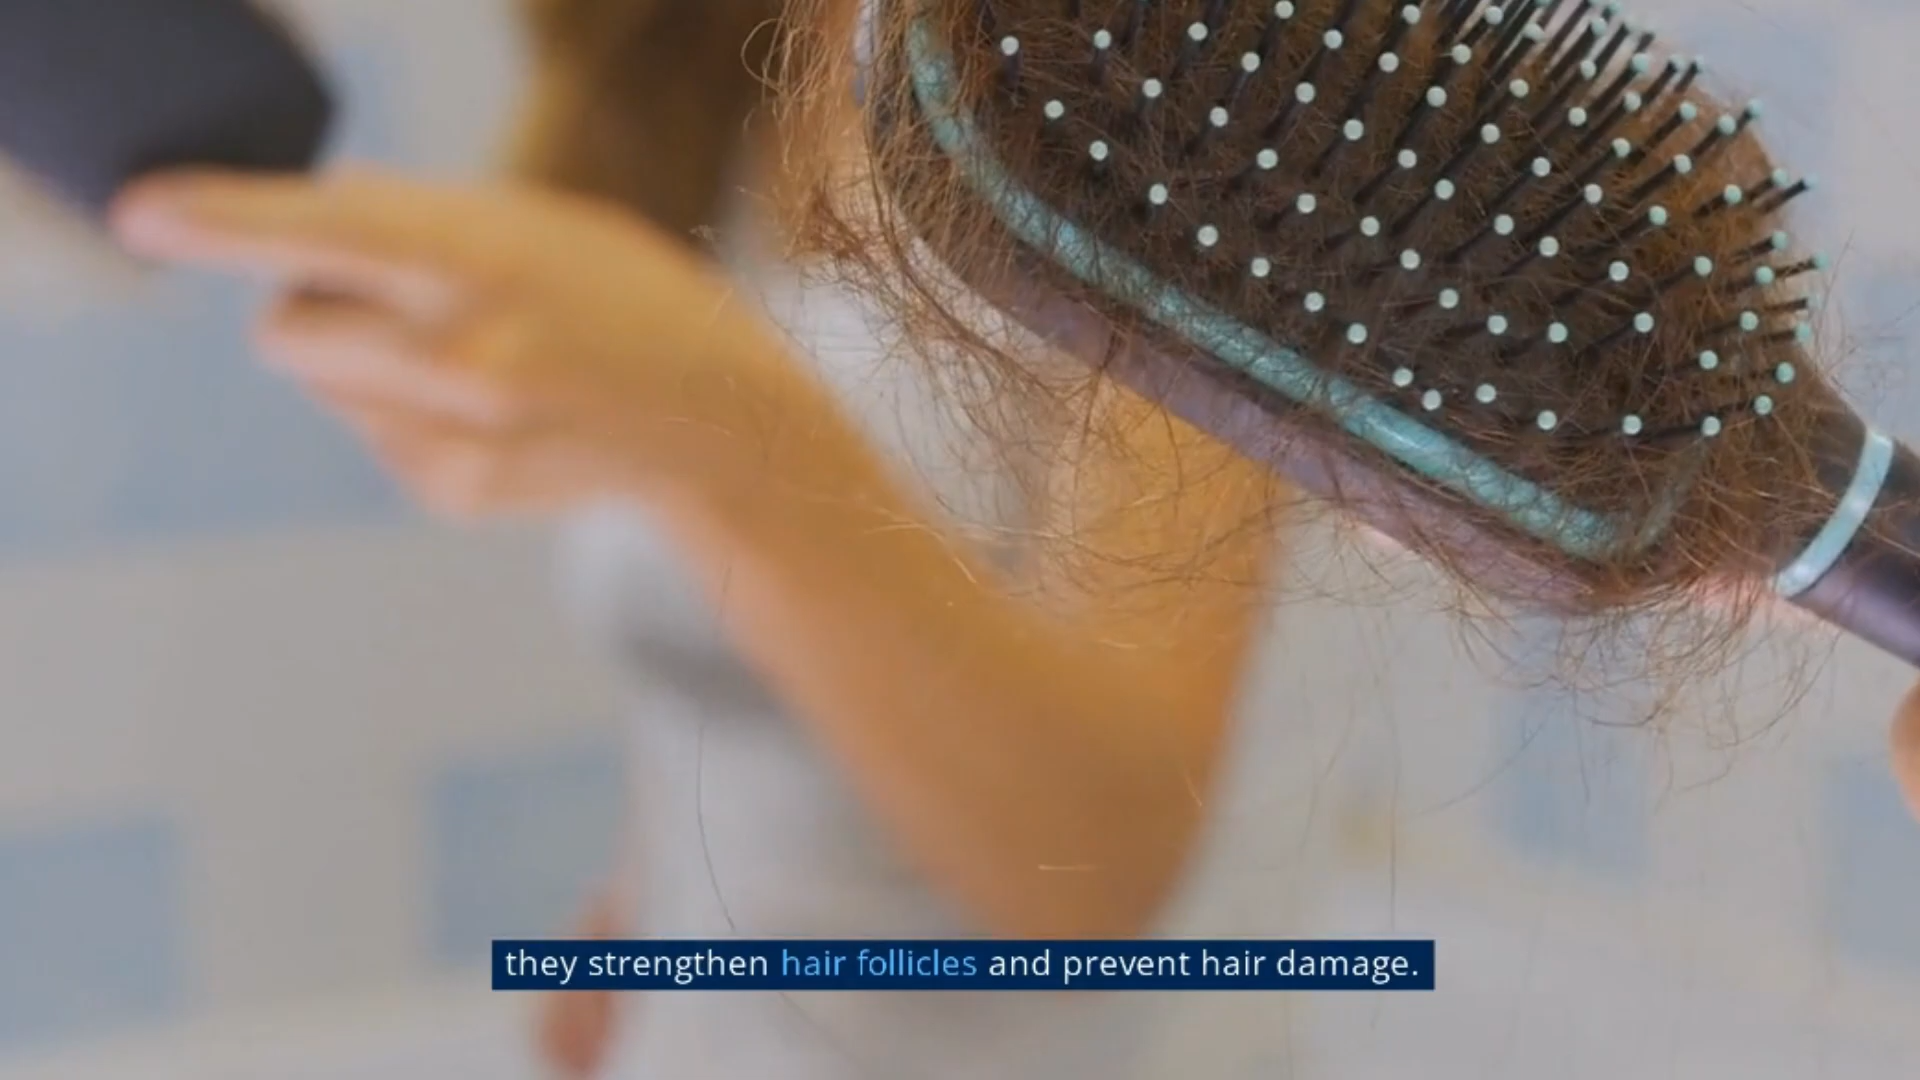 they strengthen hair follicles and prevent hair damage.